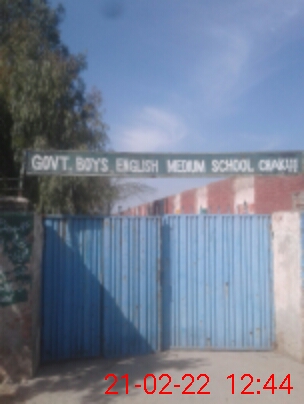 GOVT. BOYS ENGLISH MEDIUM SCHOOL
21-02-22 12:44